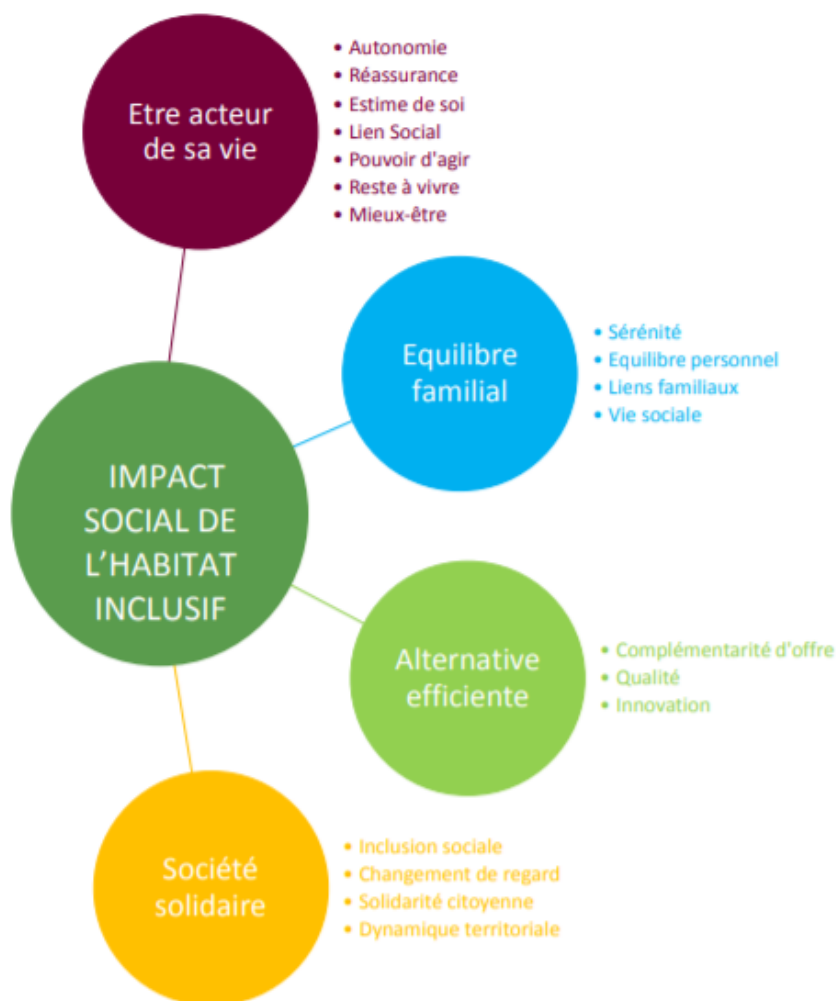 Etre acteur
de sa vie
• Autonomie
• Réassurance
• Estime de soi
• Lien Social
• Pouvoir d'agir
• Reste à vivre
• Mieux-être
Equilibre
familial
• Sérénité
• Equilibre personnel
• Liens familiaux
• Vie sociale
IMPACT
SOCIAL DE
L’HABITAT
INCLUSIF
Alternative
efficiente
• Complémentarité d'offre
• Qualité
• Innovation
Société
solidaire
• Inclusion sociale
• Changement de regard
• Solidarité citoyenne
• Dynamique territoriale